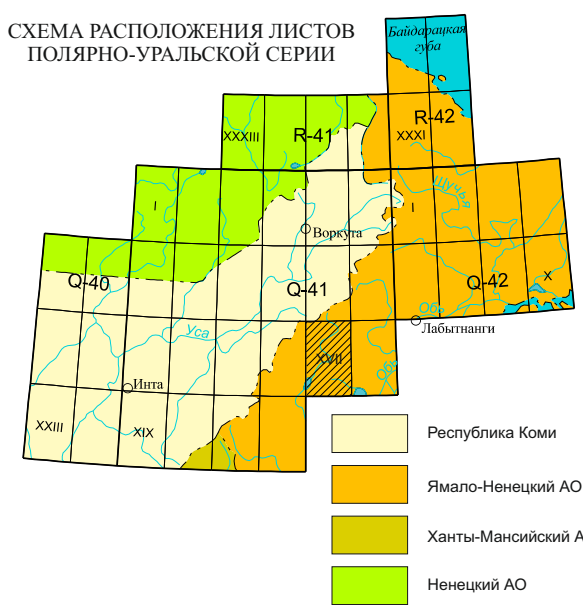 СХЕМА РАСПОЛОЖЕНИЯ ЛИСТОВ
ПОЛЯРНО-УРАЛЬСКОЙ СЕРИИ
Байдарацкая
губа
XXXIII
R-41
R-42
XXXI
I
Щучья
I
Воркута
Q-40
Q-41
Q-42
X
Обь
Уса
Лабытнанги
XVII
Обь
Инта
XXIII
XIX
Республика Коми
Ямало-Ненецкий АО
Ханты-Мансийский А
Ненецкий АО